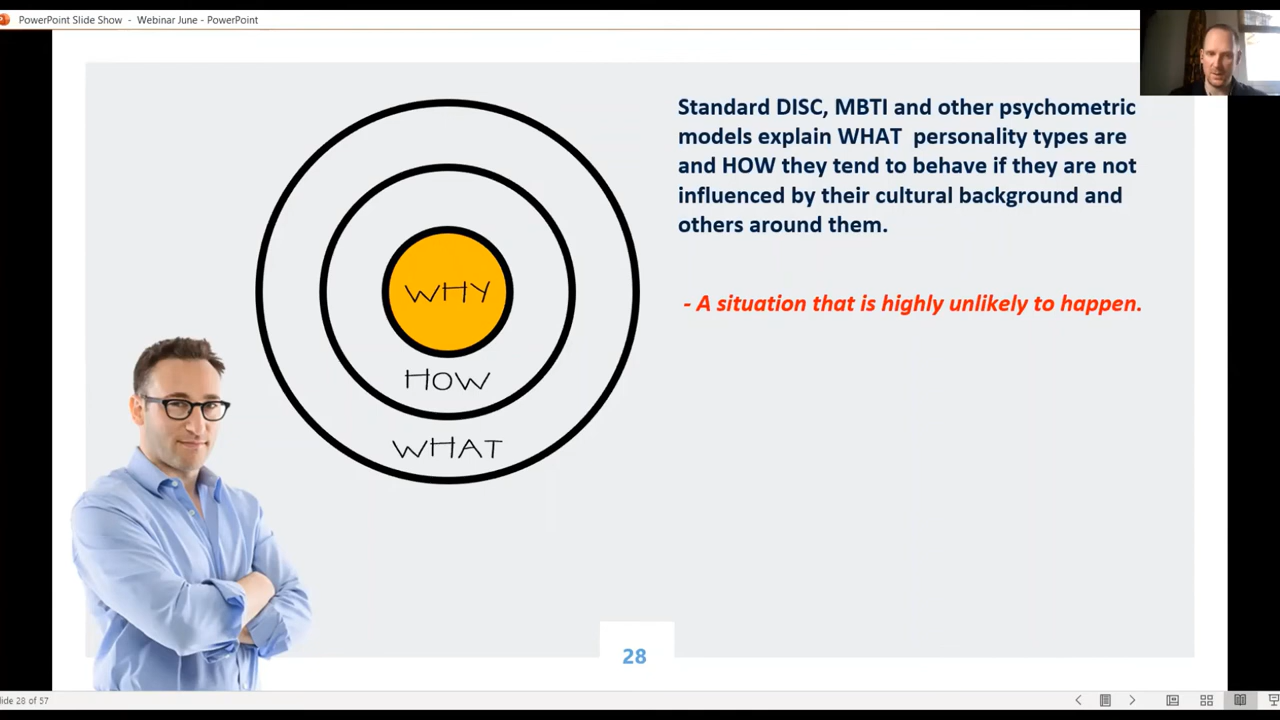 PowerPoint Slide Show - Webinar June - PowerPoint
Standard DISC, MBTI and other psychometric
models explain WHAT personality types are
and HOW they tend to behave if they are not
influenced by their cultural background and
others around them.
- A situation that is highly unlikely to happen.
WHY
HOW
WHAT
28
lide 28 of 57